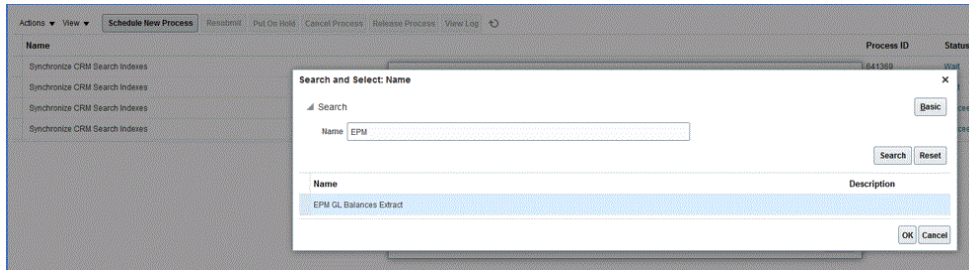 Actions View Schedule New Process Resubmit Put On Hold Cancel Process Release Process View Log
Name Process ID Status
Synchronize CRM Search Indexes 641369 Wait
Synchronize CRM Search Indexes
Synchronize CRM Search Indexes
Synchronize CRM Search Indexes
Search and Select: Name
Search
Basic
Name EPM
Search Reset
Name Description
EPM GL Balances Extract
OK Cancel